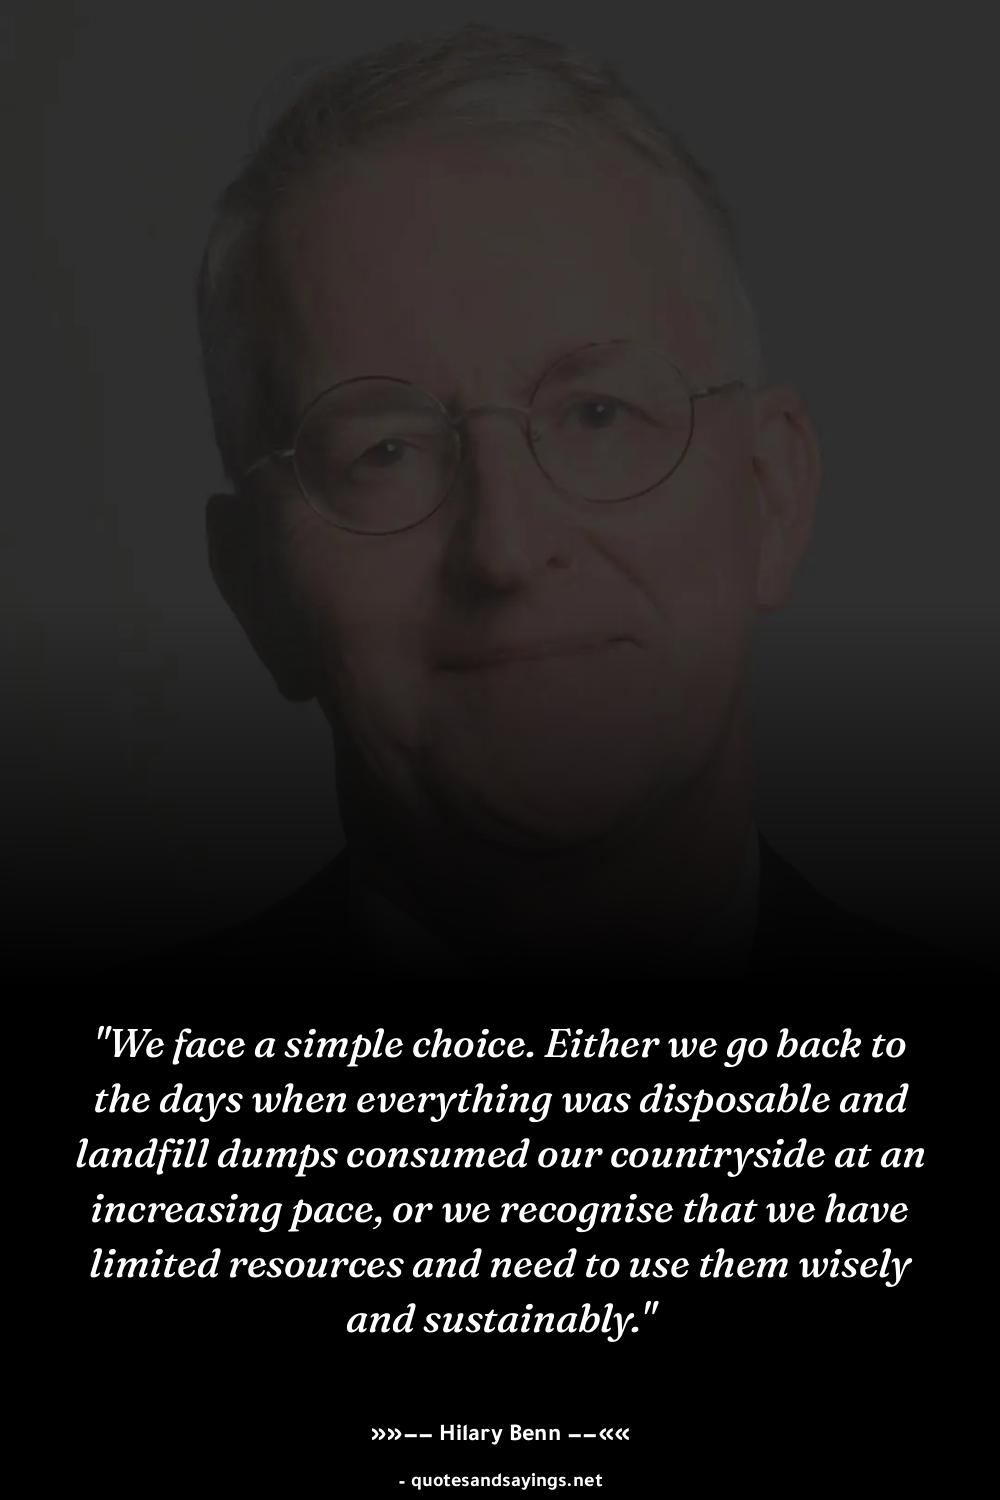 "We face a simple choice. Either we go back to
the days when everything was disposable and
landfill dumps consumed our countryside at an
increasing pace, or we recognise that we have
limited resources and need to use them wisely
and sustainably."
»»–– Hilary Benn ––««
- quotesandsayings.net